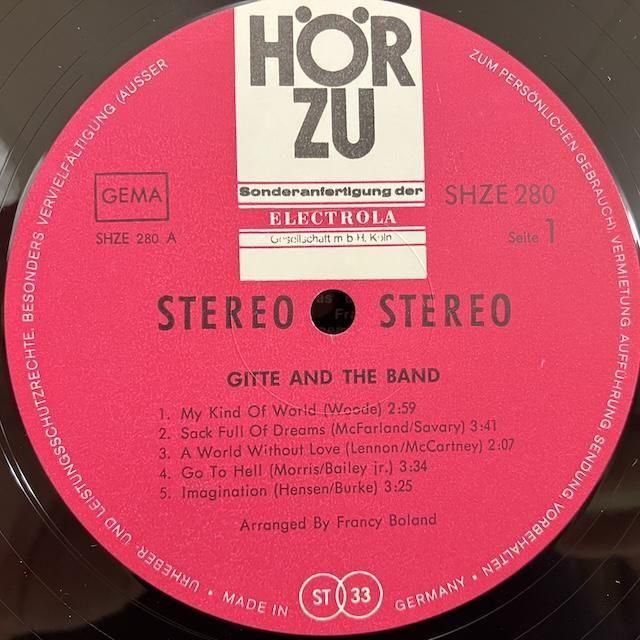 HÖR
ZU
Sonderanfertigung der
ELECTROLA
Gesellschaft m b H. Köln
GEMA
SHZE 280 A
SHZE 280
Seite 1
STEREO STEREO
GITTE AND THE BAND
1. My Kind Of World (Woode) 2:59
2. Sack Full Of Dreams (McFarland/Savary) 3:41
3. A World Without Love (Lennon/McCartney) 2:07
4. Go To Hell (Morris/Bailey jr.) 3:34
5. Imagination (Hensen/Burke) 3:25
Arranged By Francy Boland
URHEBER- UND LEISTUNGSSCHUTZRECHTE, BESONDERS VERVIELFÄLTIGUNG (AUSSER
ZUM PERSÖNLICHEN GEBRAUCH), VERMIETUNG, AUFFÜHRUNG, SENDUNG VORBEHALTEN
• MADE IN ST 33 GERMANY •